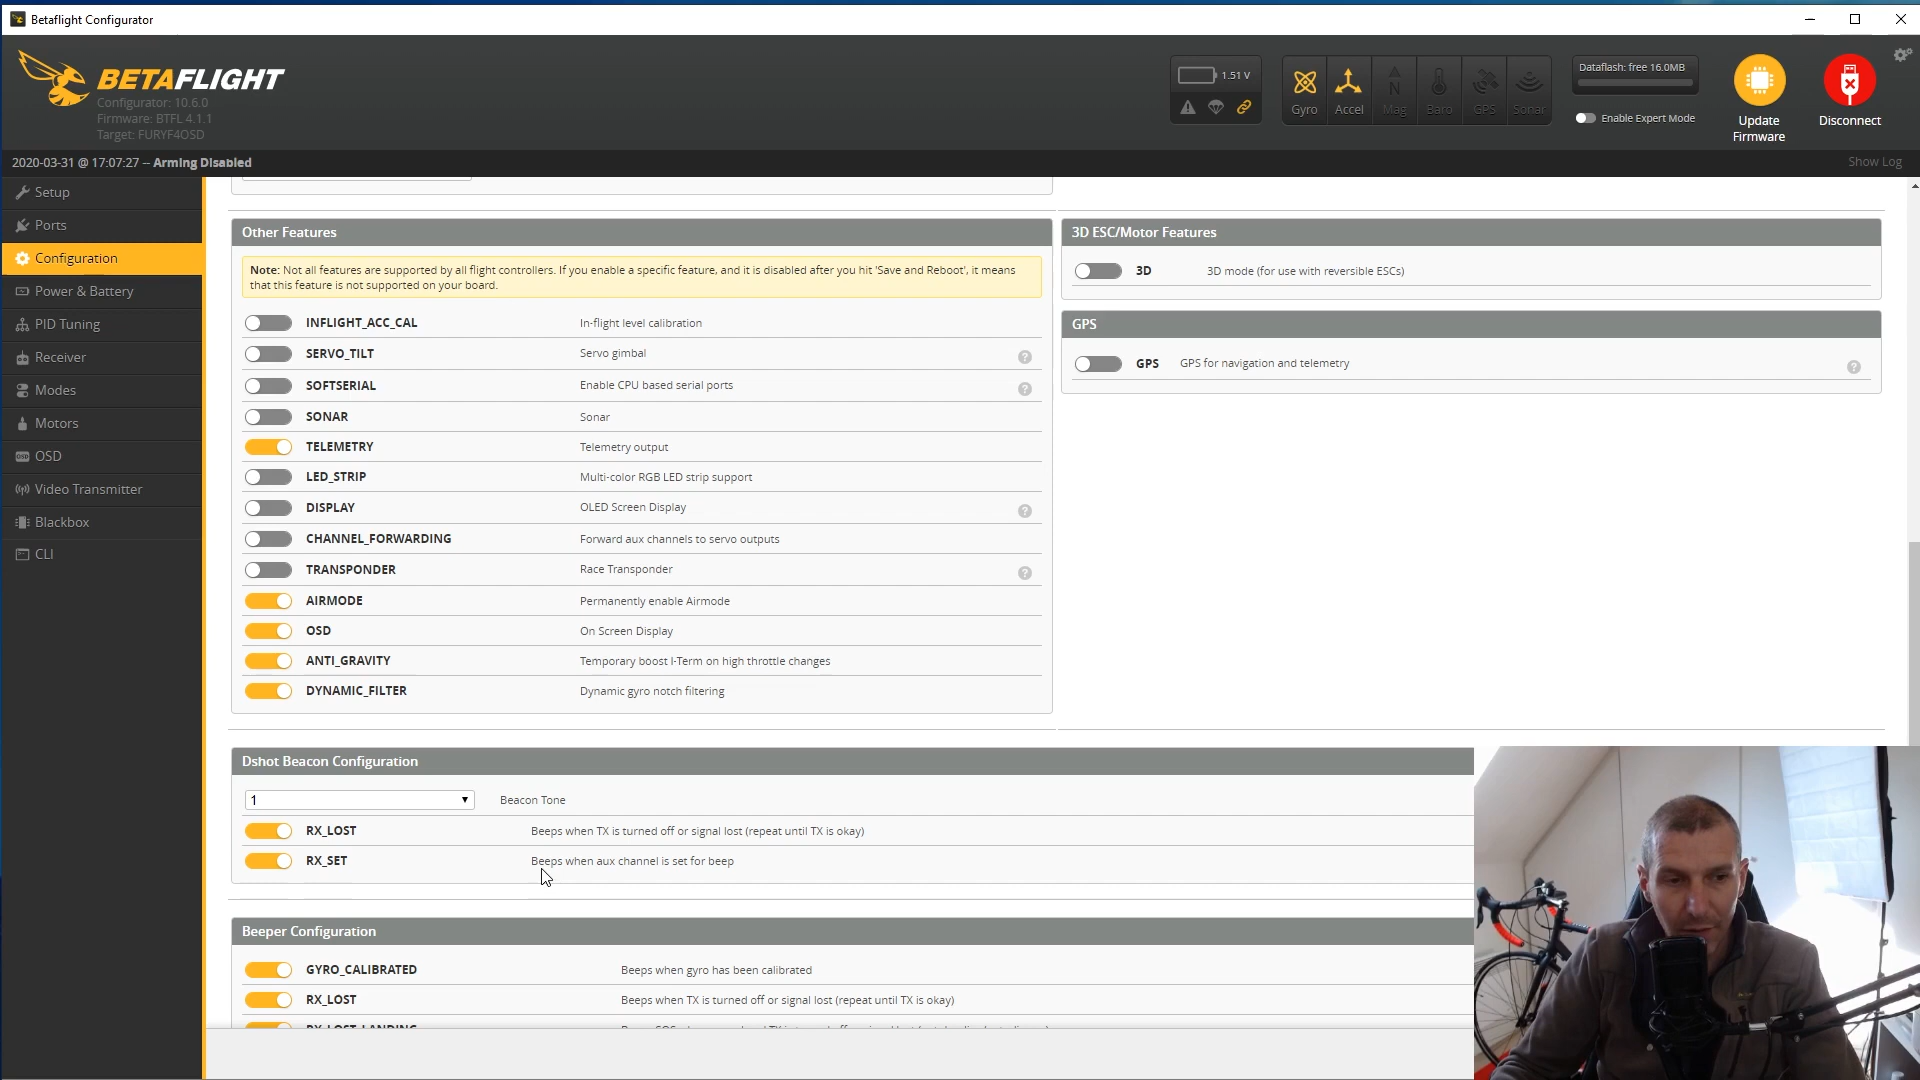 Betaflight Configurator
BETAFLIGHT
Configurator: 10.6.0
Firmware: BTFL 4.1.1
Target: FURYF4OSD
1.51 V
Gyro
Accel
Mag
Baro
GPS
Sonar
Dataflash: free 16.0MB
Enable Expert Mode
Update
Firmware
Disconnect
2020-03-31 @ 17:07:27 -- Arming Disabled
Show Log
Setup
Ports
Configuration
Power & Battery
PID Tuning
Receiver
Modes
Motors
OSD
Video Transmitter
Blackbox
CLI
Other Features
Note: Not all features are supported by all flight controllers. If you enable a specific feature, and it is disabled after you hit 'Save and Reboot', it means
that this feature is not supported on your board.
INFLIGHT_ACC_CAL In-flight level calibration
SERVO_TILT Servo gimbal ?
SOFTSERIAL Enable CPU based serial ports ?
SONAR Sonar
TELEMETRY Telemetry output
LED_STRIP Multi-color RGB LED strip support
DISPLAY OLED Screen Display ?
CHANNEL_FORWARDING Forward aux channels to servo outputs
TRANSPONDER Race Transponder ?
AIRMODE Permanently enable Airmode
OSD On Screen Display
ANTI_GRAVITY Temporary boost I-Term on high throttle changes
DYNAMIC_FILTER Dynamic gyro notch filtering
3D ESC/Motor Features
3D 3D mode (for use with reversible ESCs)
GPS
GPS GPS for navigation and telemetry ?
Dshot Beacon Configuration
1 Beacon Tone
RX_LOST Beeps when TX is turned off or signal lost (repeat until TX is okay)
RX_SET Beeps when aux channel is set for beep
Beeper Configuration
GYRO_CALIBRATED Beeps when gyro has been calibrated
RX_LOST Beeps when TX is turned off or signal lost (repeat until TX is okay)
RX_LOST_LANDING